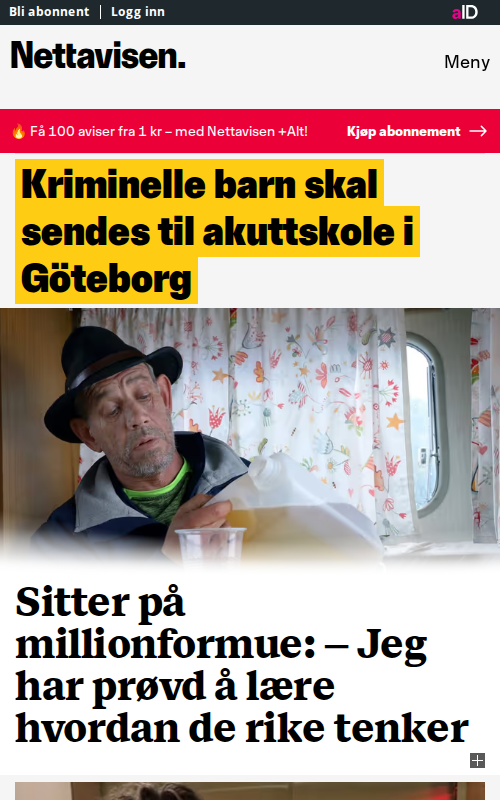 Bli abonnent | Logg inn
aID
Nettavisen.
Meny
🔥 Få 100 aviser fra 1 kr – med Nettavisen +Alt!
Kjøp abonnement →
Kriminelle barn skal
sendes til akuttskole i
Göteborg
Sitter på
millionformue: – Jeg
har prøvd å lære
hvordan de rike tenker